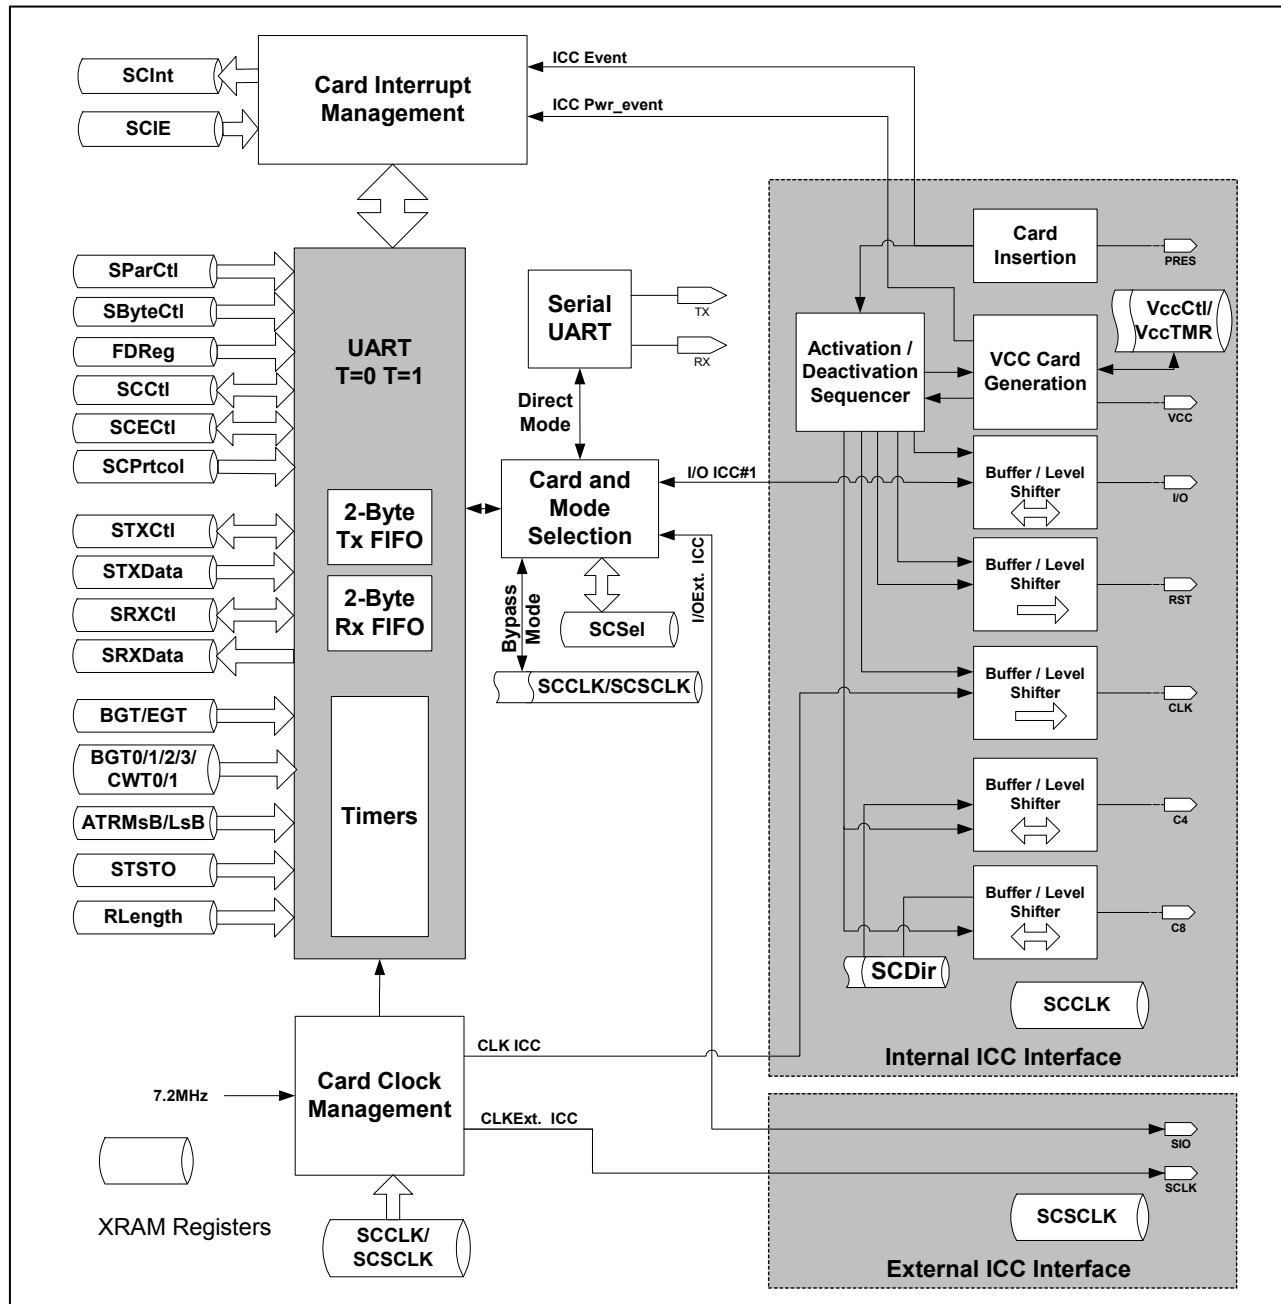 SCInt
SCIE
Card Interrupt
Management
ICC Event
ICC Pwr_event
SParCtl
SByteCtl
FDReg
SCCtl
SCECtl
SCPrtcol
STXCtl
STXData
SRXCtl
SRXData
BGT/EGT
BGT0/1/2/3/
CWT0/1
ATRMsB/LsB
STSTO
RLength
UART
T=0 T=1
2-Byte
Tx FIFO
2-Byte
Rx FIFO
Timers
Serial
UART
TX
RX
Direct
Mode
Card and
Mode
Selection
Bypass
Mode
SCSel
SCCLK/SCSCLK
I/O ICC#1
I/OExt. ICC
Card
Insertion
PRES
VccCtl/
VccTMR
Activation /
Deactivation
Sequencer
VCC Card
Generation
VCC
Buffer / Level
Shifter
I/O
Buffer / Level
Shifter
RST
Buffer / Level
Shifter
CLK
Buffer / Level
Shifter
C4
Buffer / Level
Shifter
C8
SCDir
SCCLK
Internal ICC Interface
7.2MHz
Card Clock
Management
CLK ICC
CLKExt. ICC
SCCLK/
SCSCLK
XRAM Registers
SIO
SCLK
SCSCLK
External ICC Interface